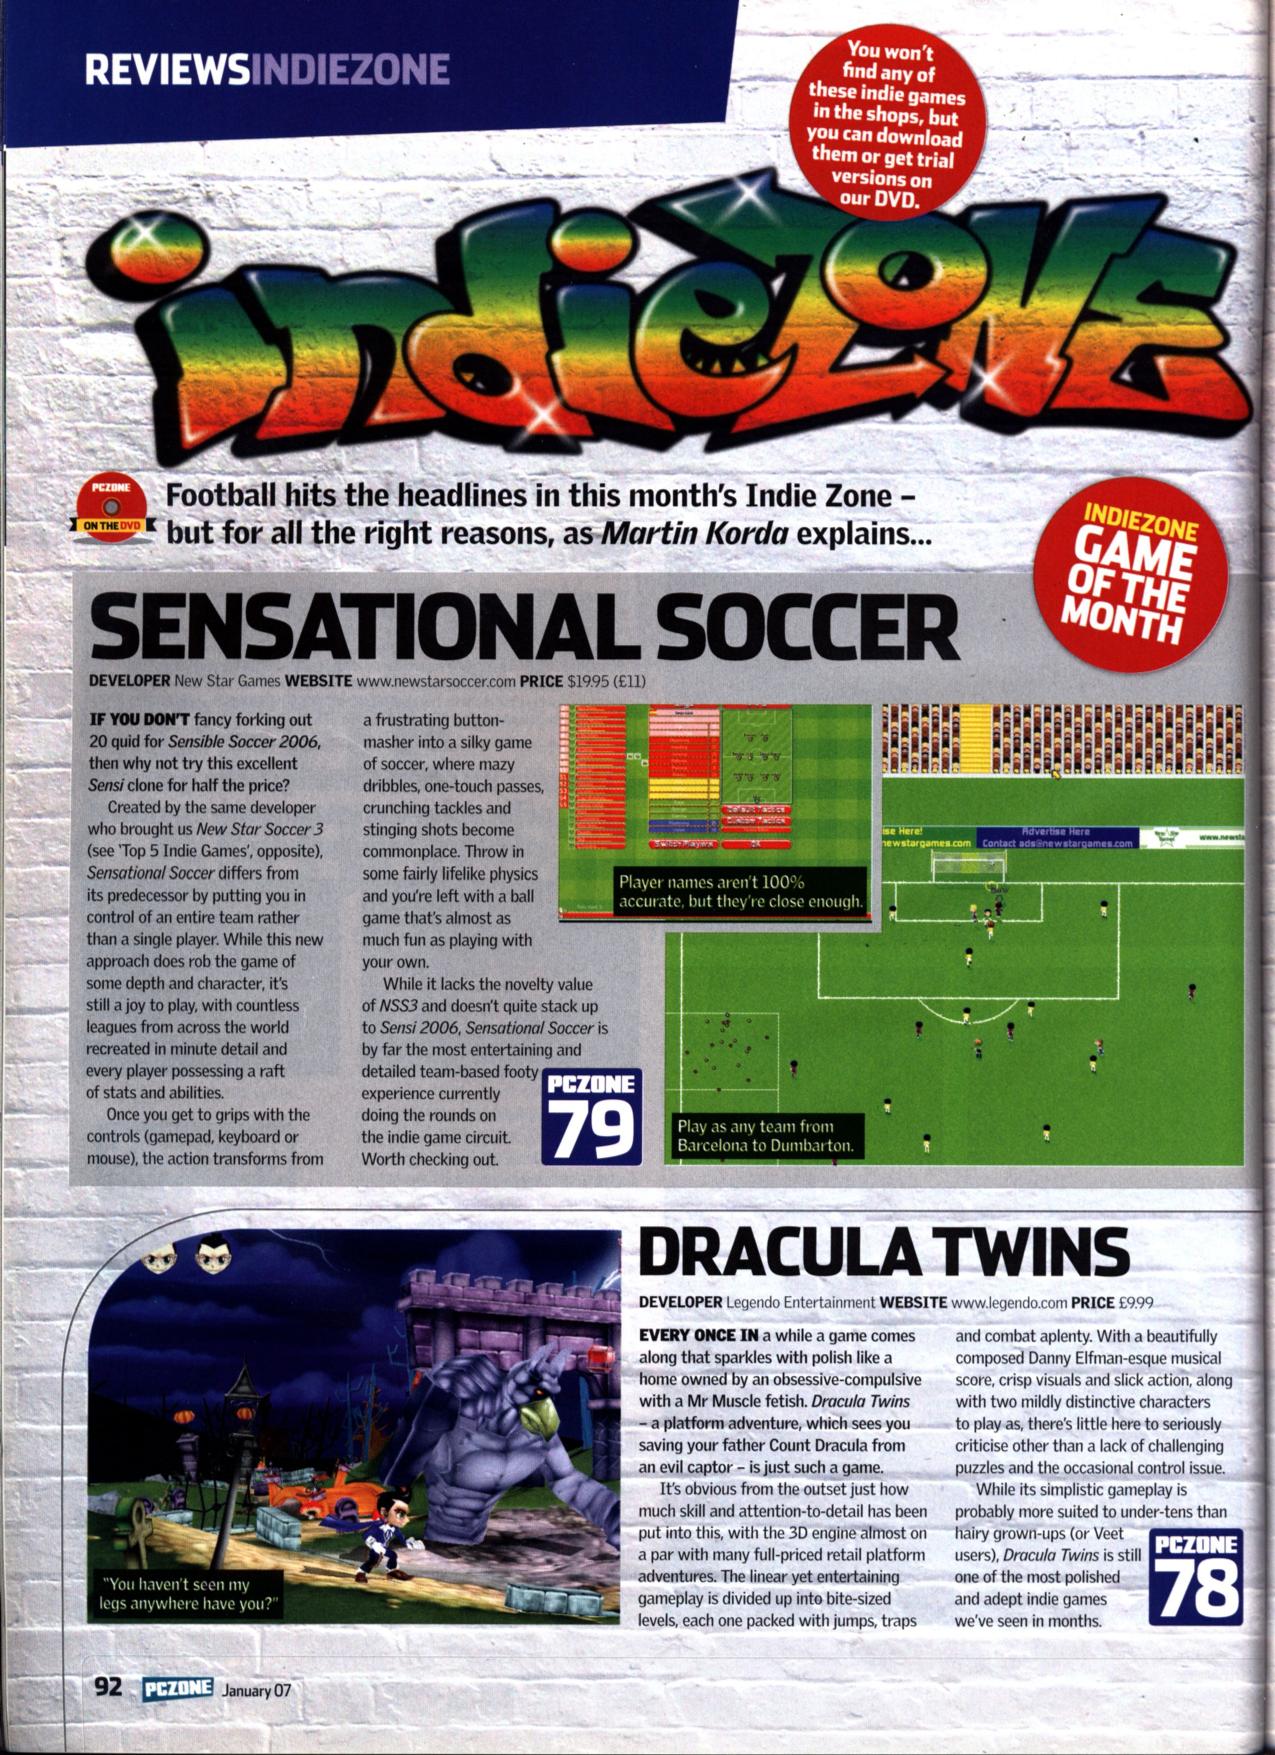 REVIEWSINDIEZONE
You won't
find any of
these indie games
in the shops, but
you can download
them or get trial
versions on
our DVD.
indieZONE
PCZONE
ON THE DVD
Football hits the headlines in this month's Indie Zone –
but for all the right reasons, as Martin Korda explains...
INDIEZONE
GAME
OF THE
MONTH
SENSATIONAL SOCCER
DEVELOPER New Star Games WEBSITE www.newstarsoccer.com PRICE $19.95 (£11)
IF YOU DON'T fancy forking out
20 quid for Sensible Soccer 2006,
then why not try this excellent
Sensi clone for half the price?
Created by the same developer
who brought us New Star Soccer 3
(see 'Top 5 Indie Games', opposite),
Sensational Soccer differs from
its predecessor by putting you in
control of an entire team rather
than a single player. While this new
approach does rob the game of
some depth and character, it's
still a joy to play, with countless
leagues from across the world
recreated in minute detail and
every player possessing a raft
of stats and abilities.
Once you get to grips with the
controls (gamepad, keyboard or
mouse), the action transforms from
a frustrating button-
masher into a silky game
of soccer, where mazy
dribbles, one-touch passes,
crunching tackles and
stinging shots become
commonplace. Throw in
some fairly lifelike physics
and you're left with a ball
game that's almost as
much fun as playing with
your own.
While it lacks the novelty value
of NSS3 and doesn't quite stack up
to Sensi 2006, Sensational Soccer is
by far the most entertaining and
detailed team-based footy
experience currently
doing the rounds on
the indie game circuit.
Worth checking out.
PCZONE
79
Default Tactics
Custom Tactics
Switch Players OK
Player names aren't 100%
accurate, but they're close enough.
ise Here!
newstargames.com
Advertise Here
Contact ads@newstargames.com
www.newsta
Play as any team from
Barcelona to Dumbarton.
"You haven't seen my
legs anywhere have you?"
DRACULA TWINS
DEVELOPER Legendo Entertainment WEBSITE www.legendo.com PRICE £9.99
EVERY ONCE IN a while a game comes
along that sparkles with polish like a
home owned by an obsessive-compulsive
with a Mr Muscle fetish. Dracula Twins
– a platform adventure, which sees you
saving your father Count Dracula from
an evil captor – is just such a game.
It's obvious from the outset just how
much skill and attention-to-detail has been
put into this, with the 3D engine almost on
a par with many full-priced retail platform
adventures. The linear yet entertaining
gameplay is divided up into bite-sized
levels, each one packed with jumps, traps
and combat aplenty. With a beautifully
composed Danny Elfman-esque musical
score, crisp visuals and slick action, along
with two mildly distinctive characters
to play as, there's little here to seriously
criticise other than a lack of challenging
puzzles and the occasional control issue.
While its simplistic gameplay is
probably more suited to under-tens than
hairy grown-ups (or Veet
users), Dracula Twins is still
one of the most polished
and adept indie games
we've seen in months.
PCZONE
78
92 PCZONE January 07